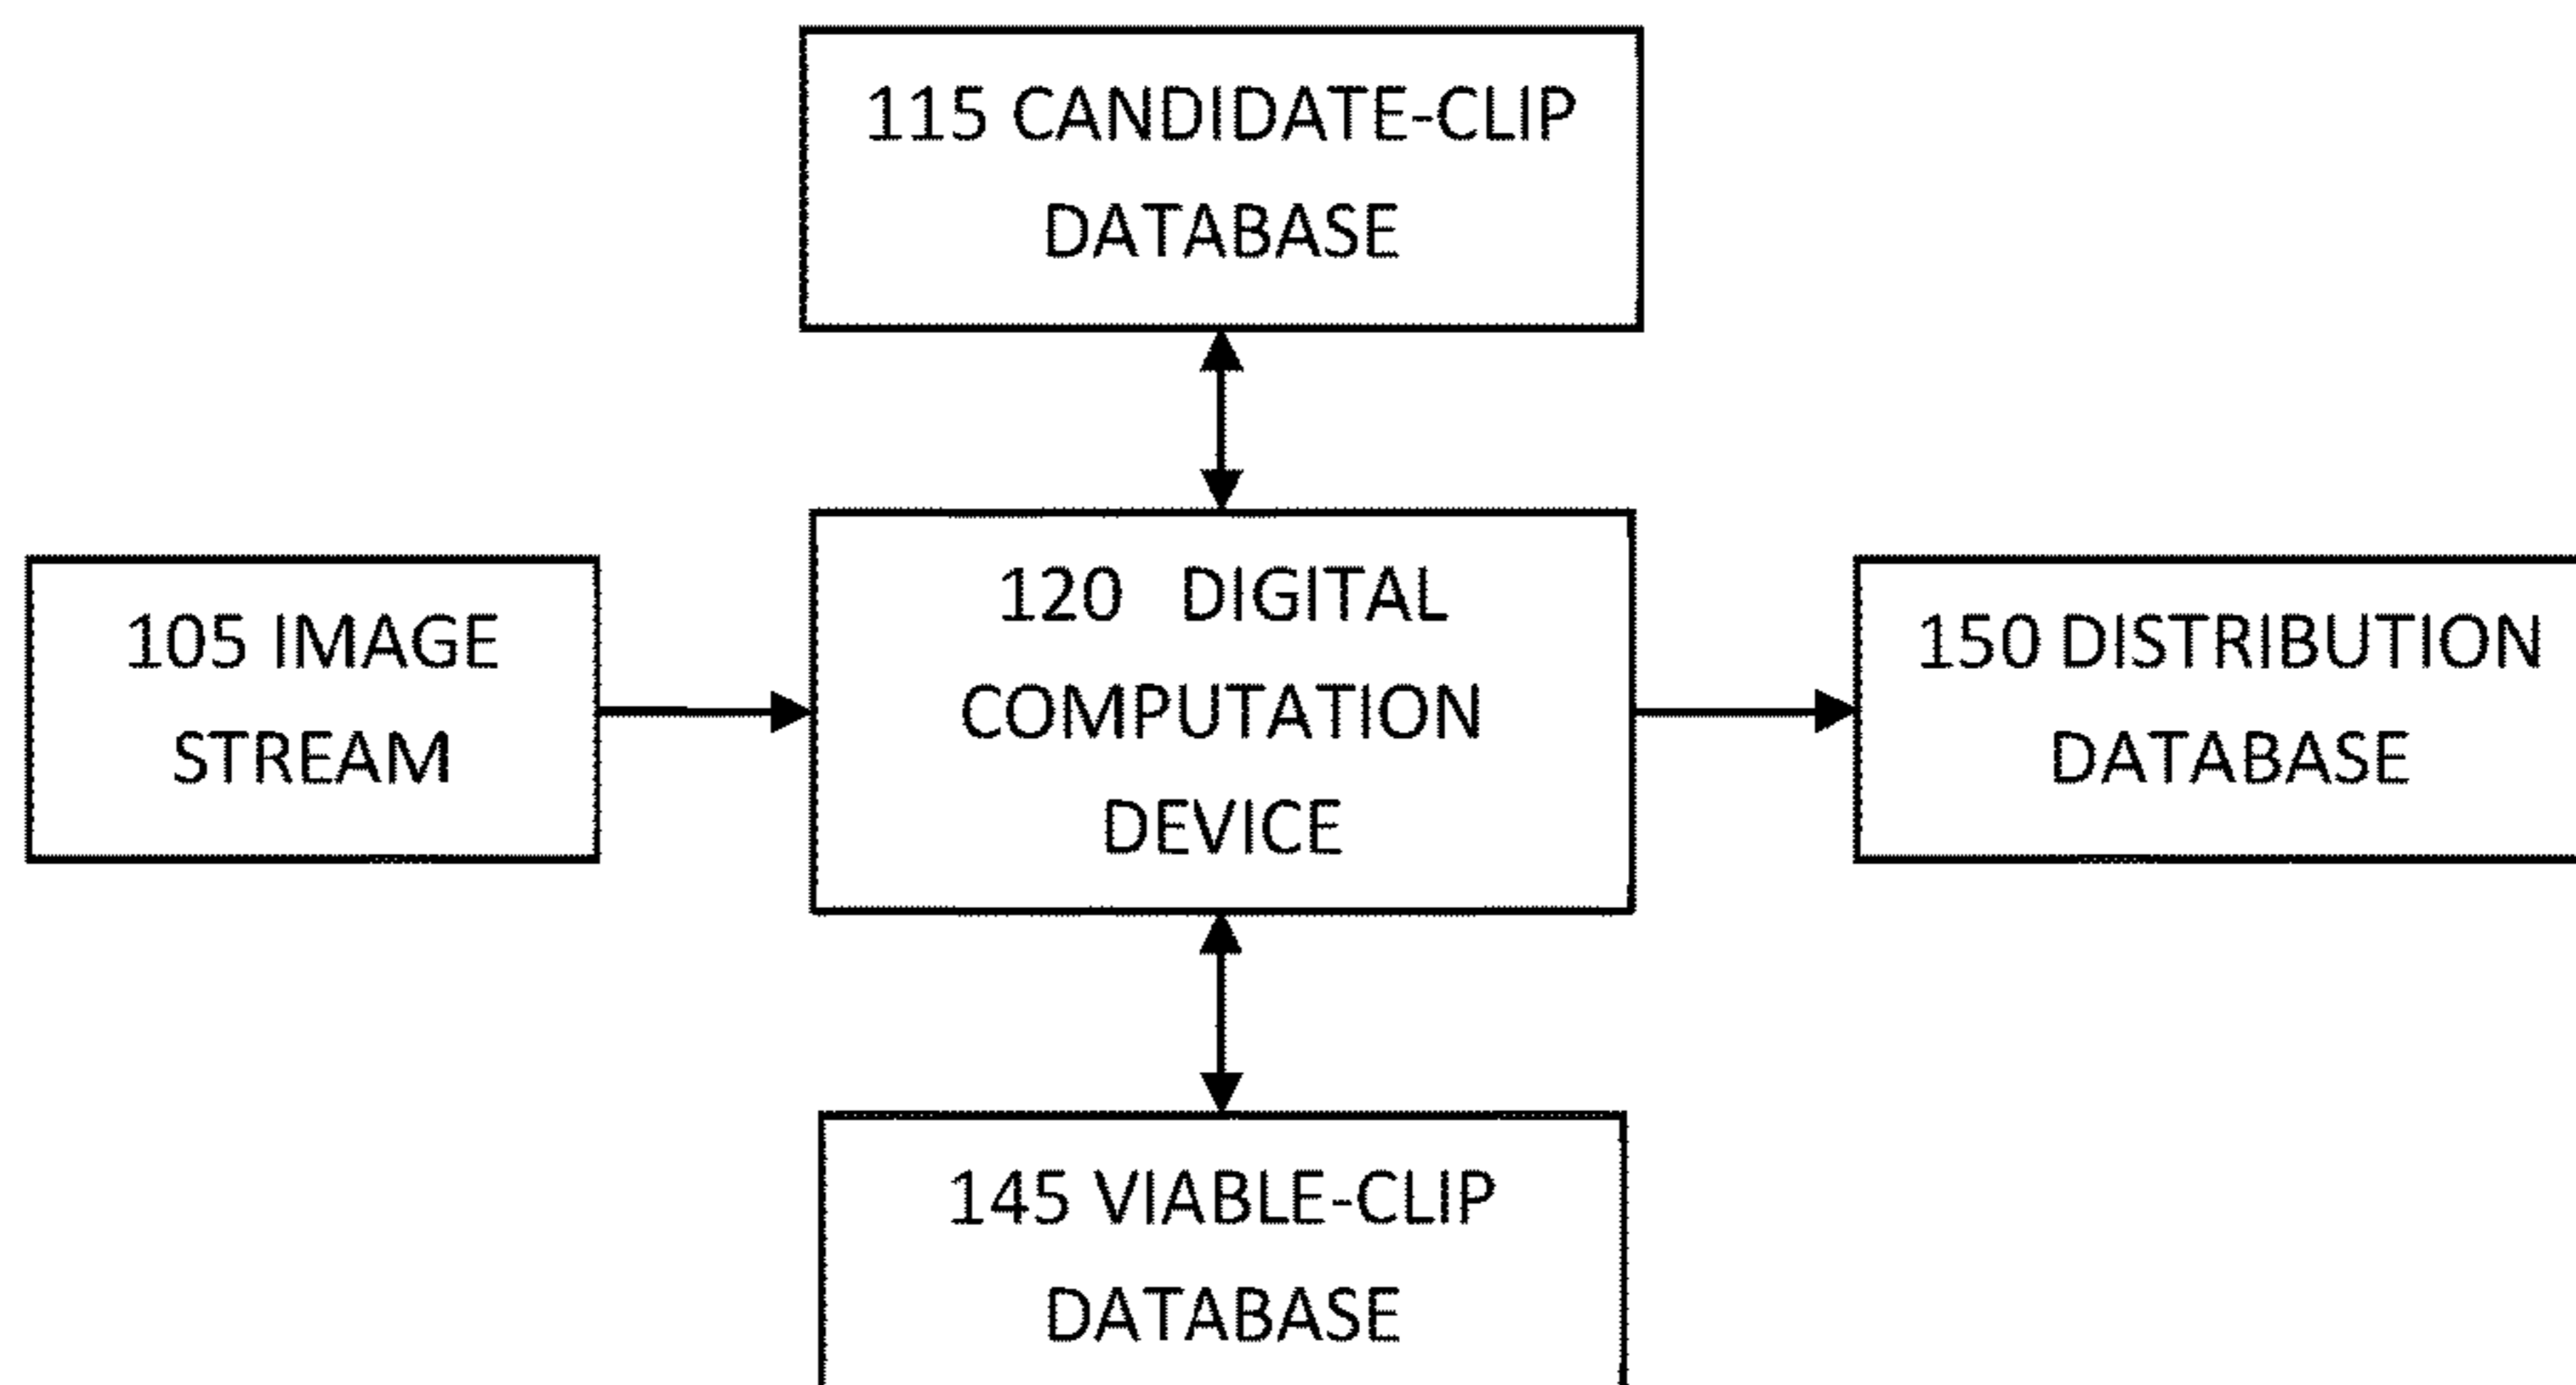 115 CANDIDATE-CLIP
DATABASE
105 IMAGE
STREAM
120 DIGITAL
COMPUTATION
DEVICE
150 DISTRIBUTION
DATABASE
145 VIABLE-CLIP
DATABASE